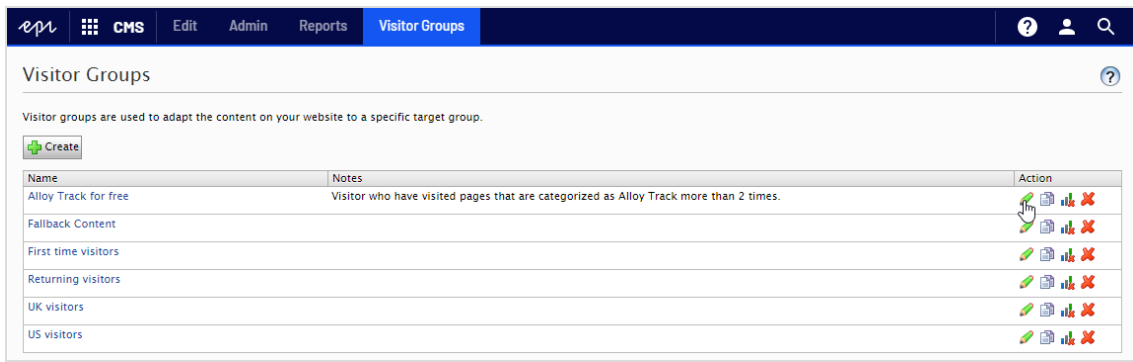 epi CMS Edit Admin Reports Visitor Groups ?
Visitor Groups ?
Visitor groups are used to adapt the content on your website to a specific target group.
Create
Name Notes Action
Alloy Track for free Visitor who have visited pages that are categorized as Alloy Track more than 2 times.
Fallback Content
First time visitors
Returning visitors
UK visitors
US visitors